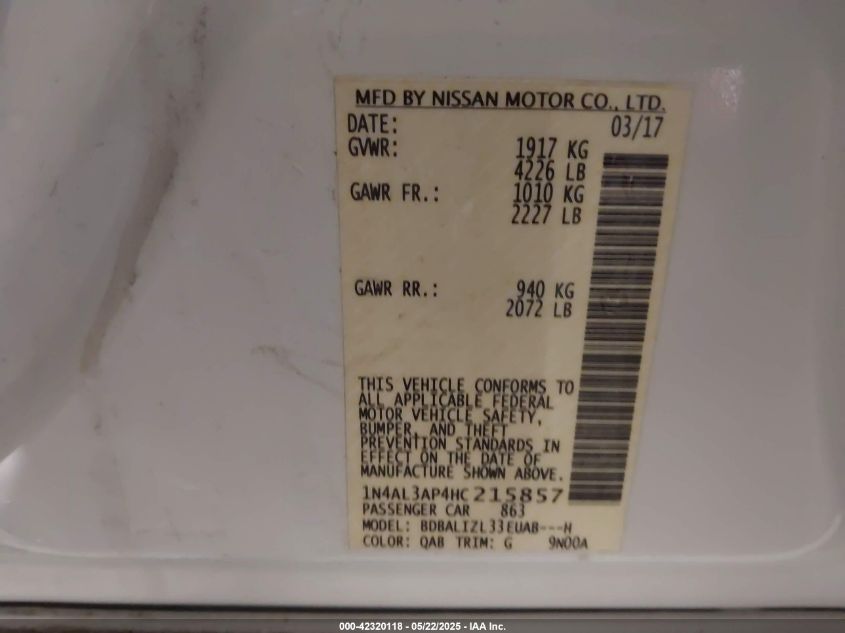 MFD BY NISSAN MOTOR CO., LTD.
DATE: 03/17
GVWR: 1917 KG
4226 LB
GAWR FR.: 1010 KG
2227 LB
GAWR RR.: 940 KG
2072 LB
THIS VEHICLE CONFORMS TO
ALL APPLICABLE FEDERAL
MOTOR VEHICLE SAFETY,
BUMPER, AND THEFT
PREVENTION STANDARDS IN
EFFECT ON THE DATE OF
MANUFACTURE SHOWN ABOVE.
1N4AL3AP4HC215857
PASSENGER CAR 863
MODEL: BDBALIZL33EUAB---H
COLOR: QAB TRIM: G 9N00A
000-42320118 - 05/22/2025 - IAA Inc.